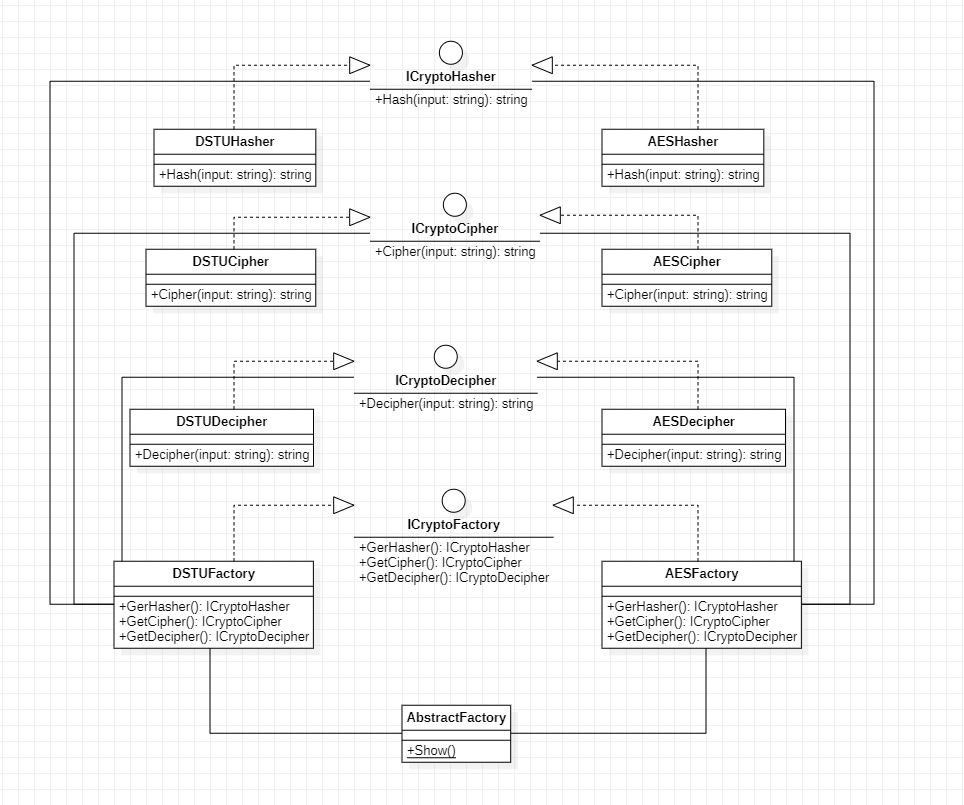 ICryptoHasher
+Hash(input: string): string
DSTUHasher
+Hash(input: string): string
AESHasher
+Hash(input: string): string
ICryptoCipher
+Cipher(input: string): string
DSTUCipher
+Cipher(input: string): string
AESCipher
+Cipher(input: string): string
ICryptoDecipher
+Decipher(input: string): string
DSTUDecipher
+Decipher(input: string): string
AESDecipher
+Decipher(input: string): string
ICryptoFactory
+GerHasher(): ICryptoHasher
+GetCipher(): ICryptoCipher
+GetDecipher(): ICryptoDecipher
DSTUFactory
+GerHasher(): ICryptoHasher
+GetCipher(): ICryptoCipher
+GetDecipher(): ICryptoDecipher
AESFactory
+GerHasher(): ICryptoHasher
+GetCipher(): ICryptoCipher
+GetDecipher(): ICryptoDecipher
AbstractFactory
+Show()